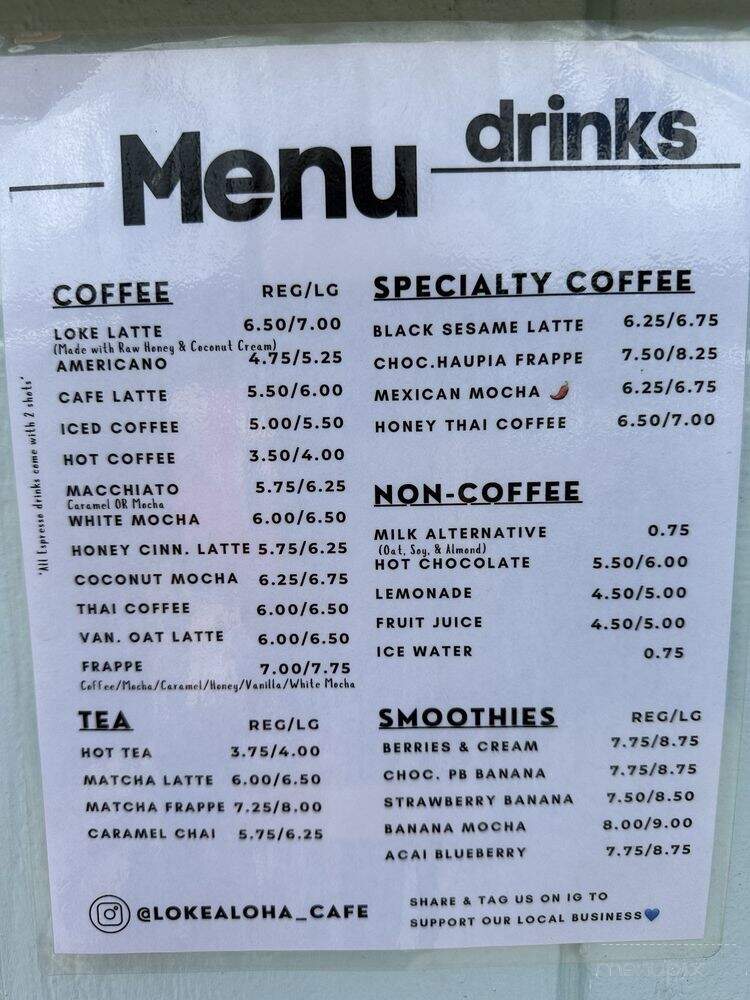 Menu drinks
COFFEE REG/LG
LOKE LATTE 6.50/7.00
(Made with Raw Honey & Coconut Cream)
AMERICANO 4.75/5.25
CAFE LATTE 5.50/6.00
ICED COFFEE 5.00/5.50
HOT COFFEE 3.50/4.00
MACCHIATO 5.75/6.25
Caramel OR Mocha
WHITE MOCHA 6.00/6.50
HONEY CINN. LATTE 5.75/6.25
COCONUT MOCHA 6.25/6.75
THAI COFFEE 6.00/6.50
VAN. OAT LATTE 6.00/6.50
FRAPPE 7.00/7.75
Coffee/Mocha/Caramel/Honey/Vanilla/White Mocha
*All Espresso drinks come with 2 shots*
TEA REG/LG
HOT TEA 3.75/4.00
MATCHA LATTE 6.00/6.50
MATCHA FRAPPE 7.25/8.00
CARAMEL CHAI 5.75/6.25
SPECIALTY COFFEE
BLACK SESAME LATTE 6.25/6.75
CHOC.HAUPIA FRAPPE 7.50/8.25
MEXICAN MOCHA 🌶️ 6.25/6.75
HONEY THAI COFFEE 6.50/7.00
NON-COFFEE
MILK ALTERNATIVE 0.75
(Oat, Soy, & Almond)
HOT CHOCOLATE 5.50/6.00
LEMONADE 4.50/5.00
FRUIT JUICE 4.50/5.00
ICE WATER 0.75
SMOOTHIES REG/LG
BERRIES & CREAM 7.75/8.75
CHOC. PB BANANA 7.75/8.75
STRAWBERRY BANANA 7.50/8.50
BANANA MOCHA 8.00/9.00
ACAI BLUEBERRY 7.75/8.75
@LOKEALOHA_CAFE
SHARE & TAG US ON IG TO
SUPPORT OUR LOCAL BUSINESS💙
menupix